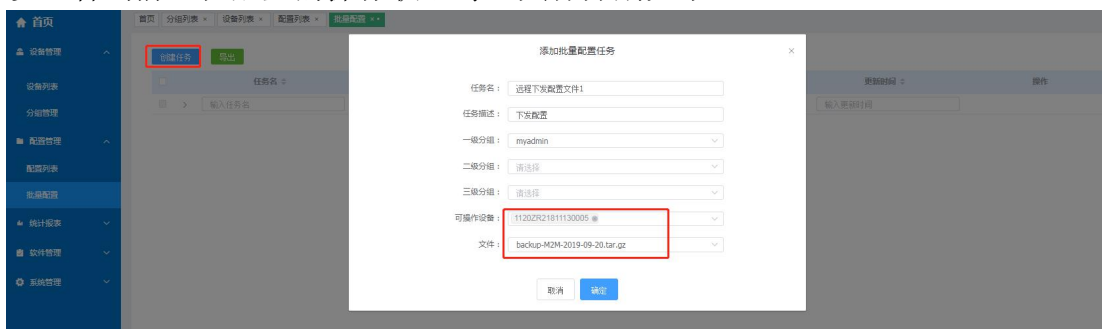 首页
首页 分组列表 × 设备列表 × 配置列表 × 批量配置 ×
设备管理
设备列表
分组管理
配置管理
配置列表
批量配置
统计报表
软件管理
系统管理
创建任务 导出
任务名 更新时间 操作
输入任务名 输入更新时间
添加批量配置任务 ×
任务名： 远程下发配置文件1
任务描述： 下发配置
一级分组： myadmin
二级分组： 请选择
三级分组： 请选择
可操作设备： 1120ZR21811130005
文件： backup-M2M-2019-09-20.tar.gz
取消 确定